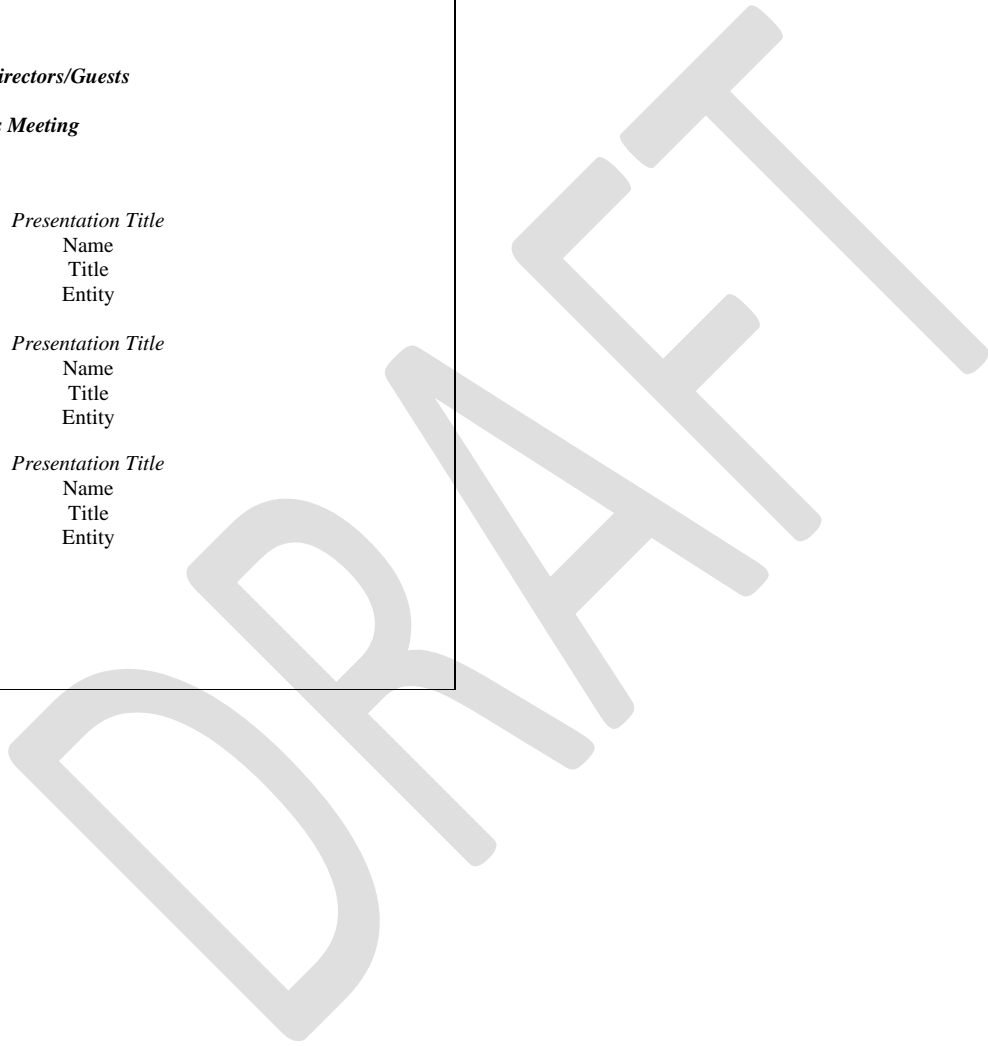 irectors/Guests
Meeting
Presentation Title
Name
Title
Entity
Presentation Title
Name
Title
Entity
Presentation Title
Name
Title
Entity
DRAFT